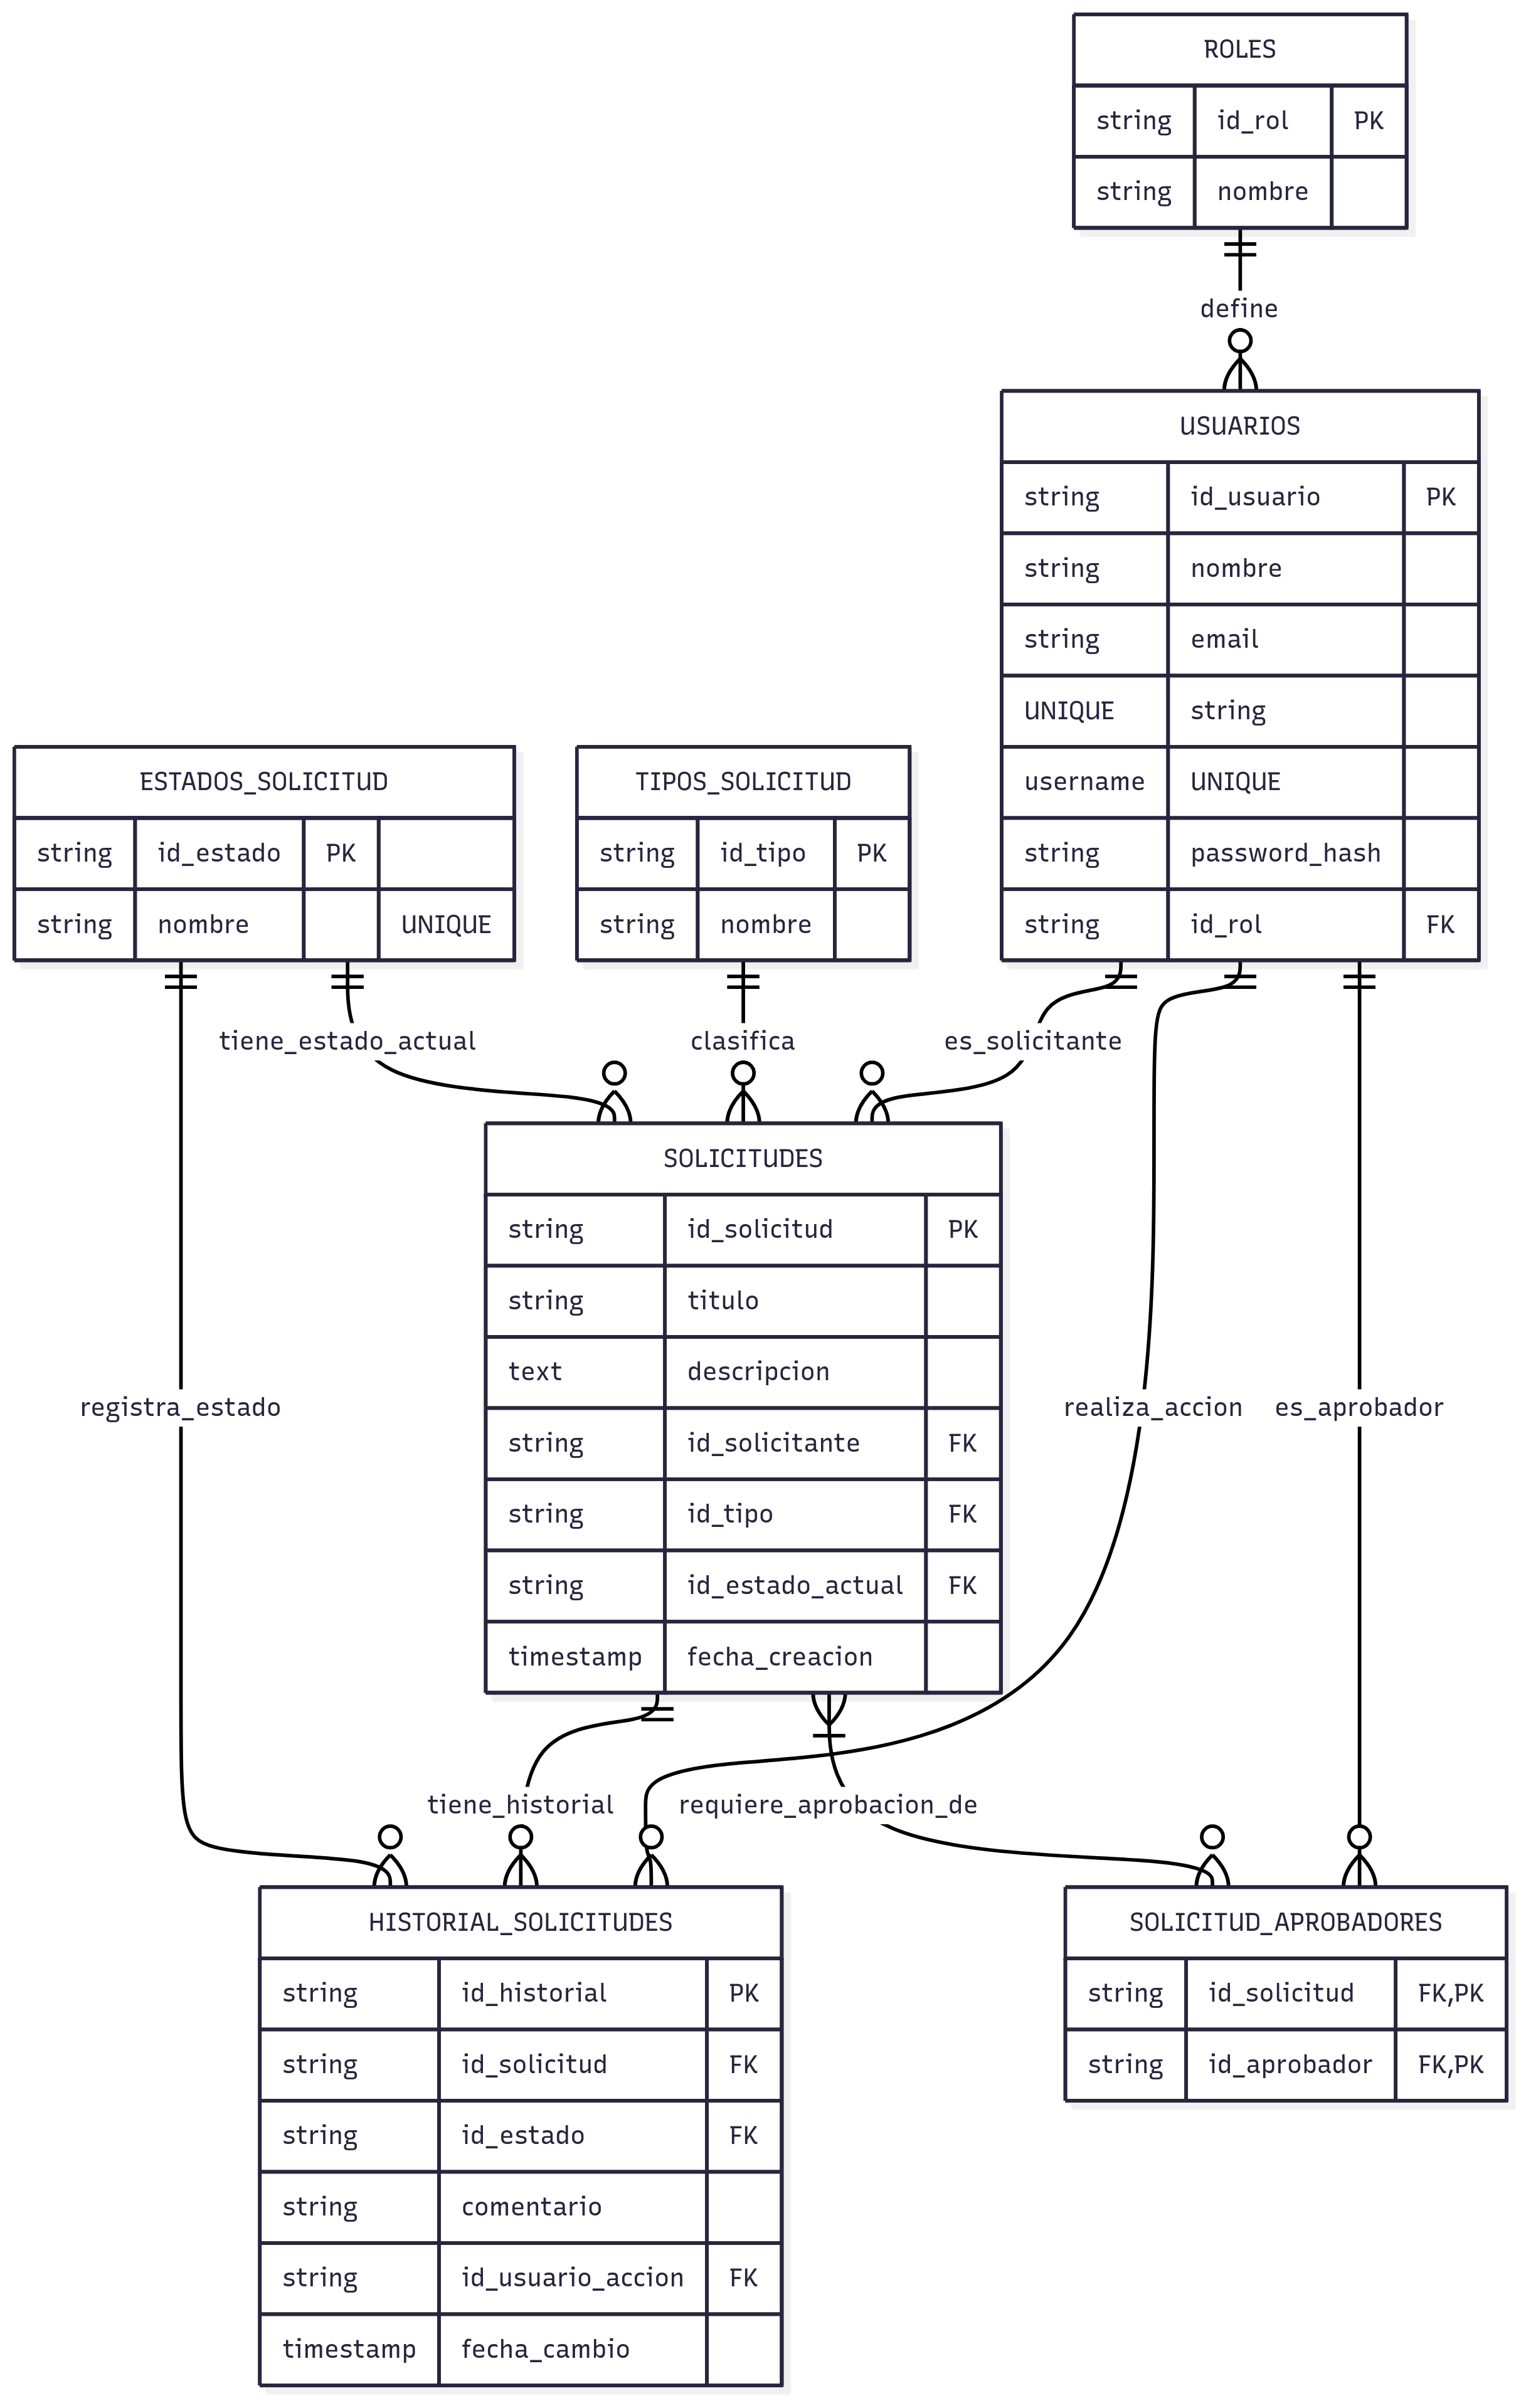 ROLES
string id_rol PK
string nombre
define
USUARIOS
string id_usuario PK
string nombre
string email
UNIQUE string
username UNIQUE
string password_hash
string id_rol FK
ESTADOS_SOLICITUD
string id_estado PK
string nombre UNIQUE
TIPOS_SOLICITUD
string id_tipo PK
string nombre
tiene_estado_actual
clasifica
es_solicitante
SOLICITUDES
string id_solicitud PK
string titulo
text descripcion
string id_solicitante FK
string id_tipo FK
string id_estado_actual FK
timestamp fecha_creacion
registra_estado
realiza_accion
es_aprobador
tiene_historial
requiere_aprobacion_de
HISTORIAL_SOLICITUDES
string id_historial PK
string id_solicitud FK
string id_estado FK
string comentario
string id_usuario_accion FK
timestamp fecha_cambio
SOLICITUD_APROBADORES
string id_solicitud FK,PK
string id_aprobador FK,PK